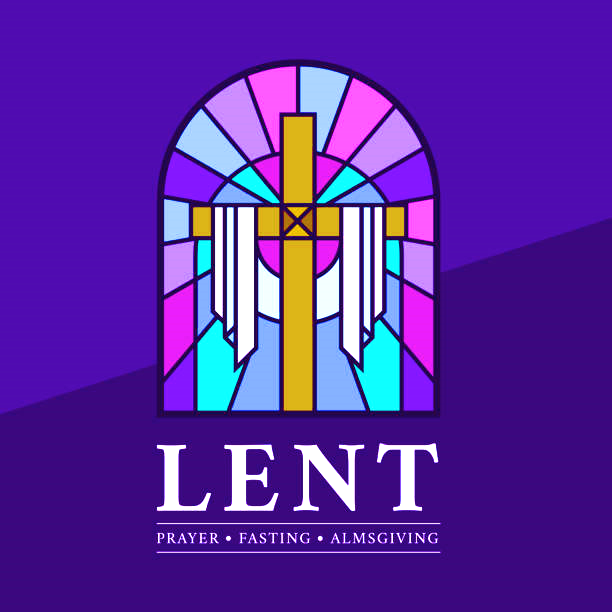 LENT
PRAYER • FASTING • ALMSGIVING